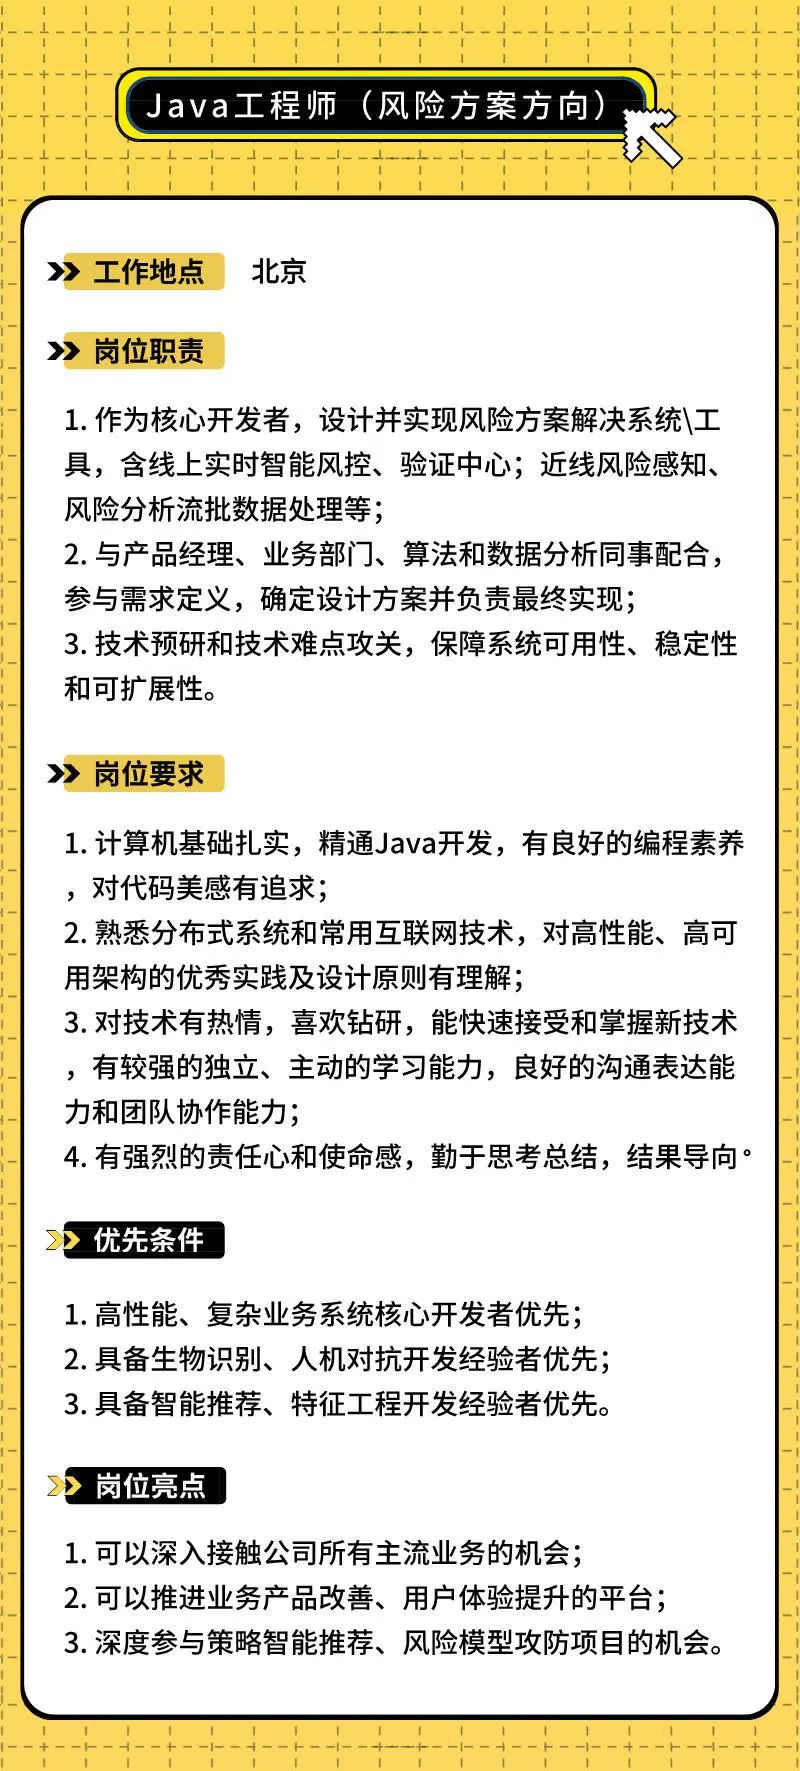 Java工程师（风险方案方向）
工作地点 北京
岗位职责
1. 作为核心开发者，设计并实现风险方案解决系统\工
具，含线上实时智能风控、验证中心；近线风险感知、
风险分析流批数据处理等；
2. 与产品经理、业务部门、算法和数据分析同事配合，
参与需求定义，确定设计方案并负责最终实现；
3. 技术预研和技术难点攻关，保障系统可用性、稳定性
和可扩展性。
岗位要求
1. 计算机基础扎实，精通Java开发，有良好的编程素养
，对代码美感有追求；
2. 熟悉分布式系统和常用互联网技术，对高性能、高可
用架构的优秀实践及设计原则有理解；
3. 对技术有热情，喜欢钻研，能快速接受和掌握新技术
，有较强的独立、主动的学习能力，良好的沟通表达能
力和团队协作能力；
4. 有强烈的责任心和使命感，勤于思考总结，结果导向。
优先条件
1. 高性能、复杂业务系统核心开发者优先；
2. 具备生物识别、人机对抗开发经验者优先；
3. 具备智能推荐、特征工程开发经验者优先。
岗位亮点
1. 可以深入接触公司所有主流业务的机会；
2. 可以推进业务产品改善、用户体验提升的平台；
3. 深度参与策略智能推荐、风险模型攻防项目的机会。